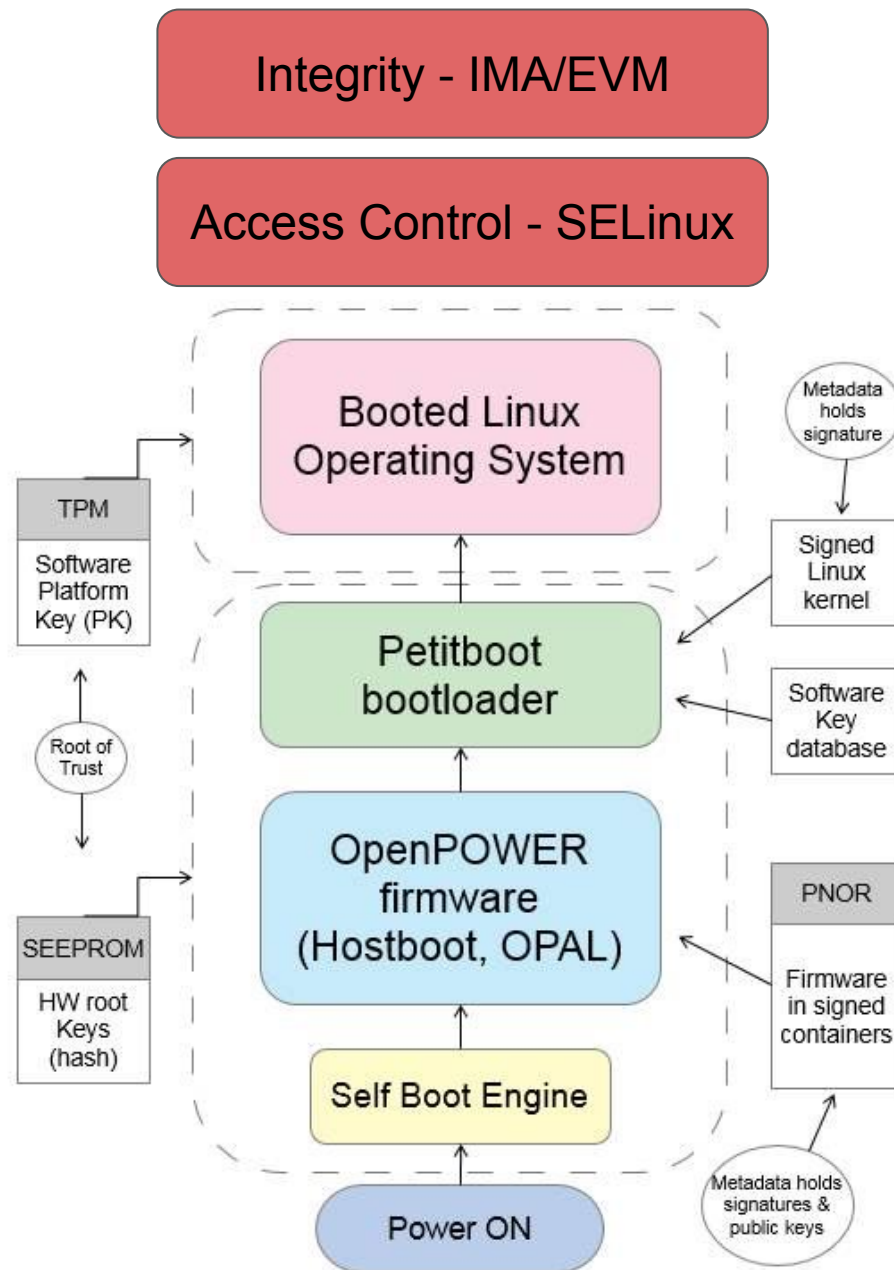 Integrity - IMA/EVM
Access Control - SELinux
Booted Linux
Operating System
Metadata
holds
signature
TPM
Software
Platform
Key (PK)
Signed
Linux
kernel
Petitboot
bootloader
Software
Key
database
Root of
Trust
OpenPOWER
firmware
(Hostboot, OPAL)
PNOR
Firmware
in signed
containers
SEEPROM
HW root
Keys
(hash)
Self Boot Engine
Metadata holds
signatures &
public keys
Power ON